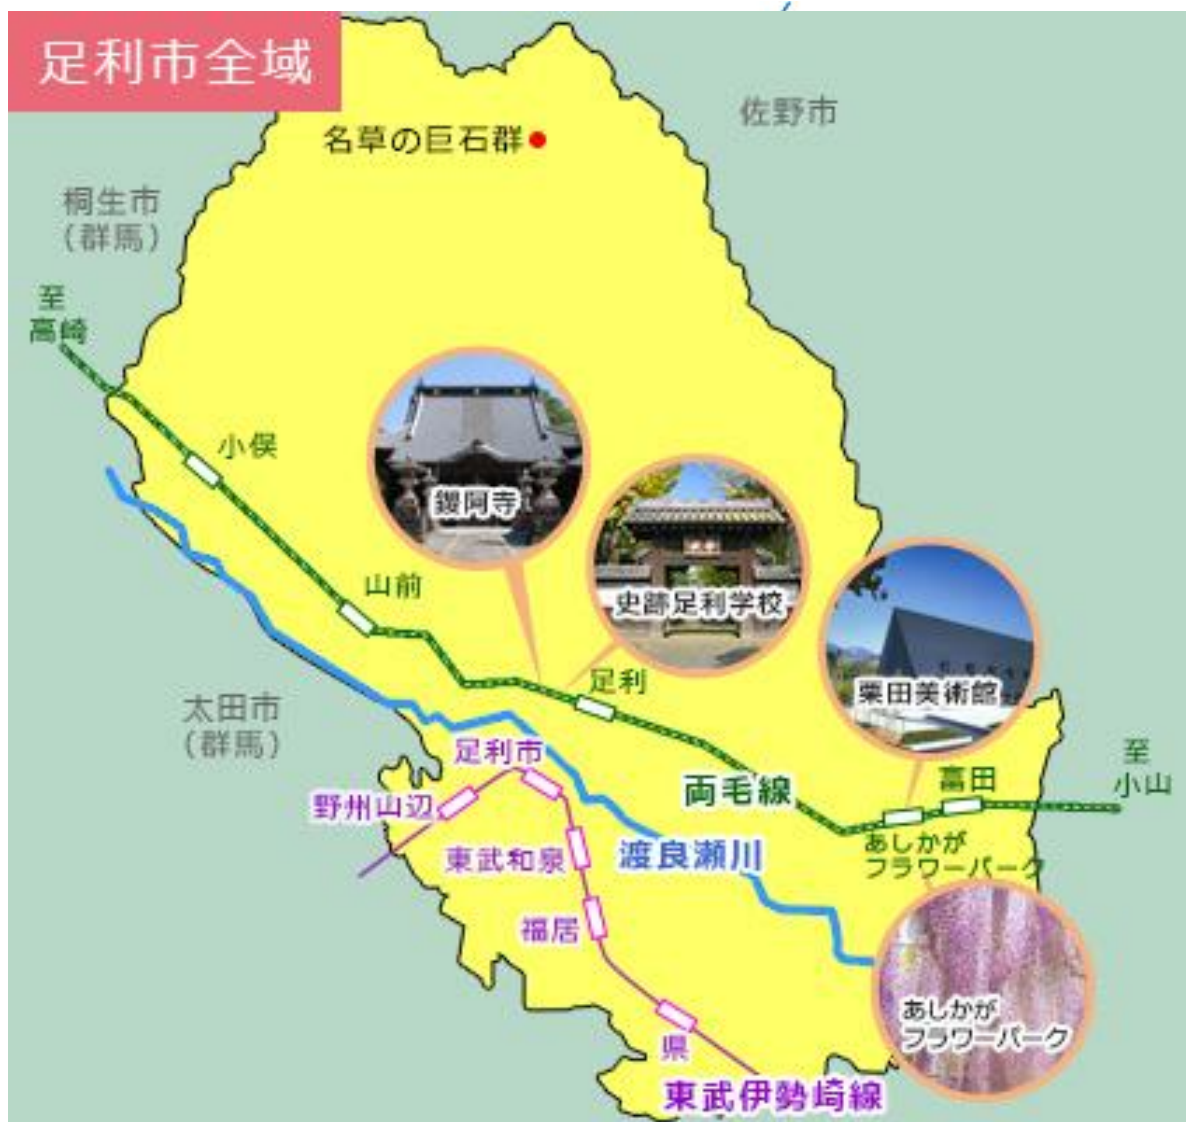 足利市全域
佐野市
名草の巨石群
桐生市
（群馬）
至
高崎
小俣
鑁阿寺
山前
史跡足利学校
足利
栗田美術館
太田市
（群馬）
足利市
至
小山
野州山辺
両毛線
富田
あしかが
フラワーパーク
東武和泉
渡良瀬川
福居
あしかが
フラワーパーク
県
東武伊勢崎線